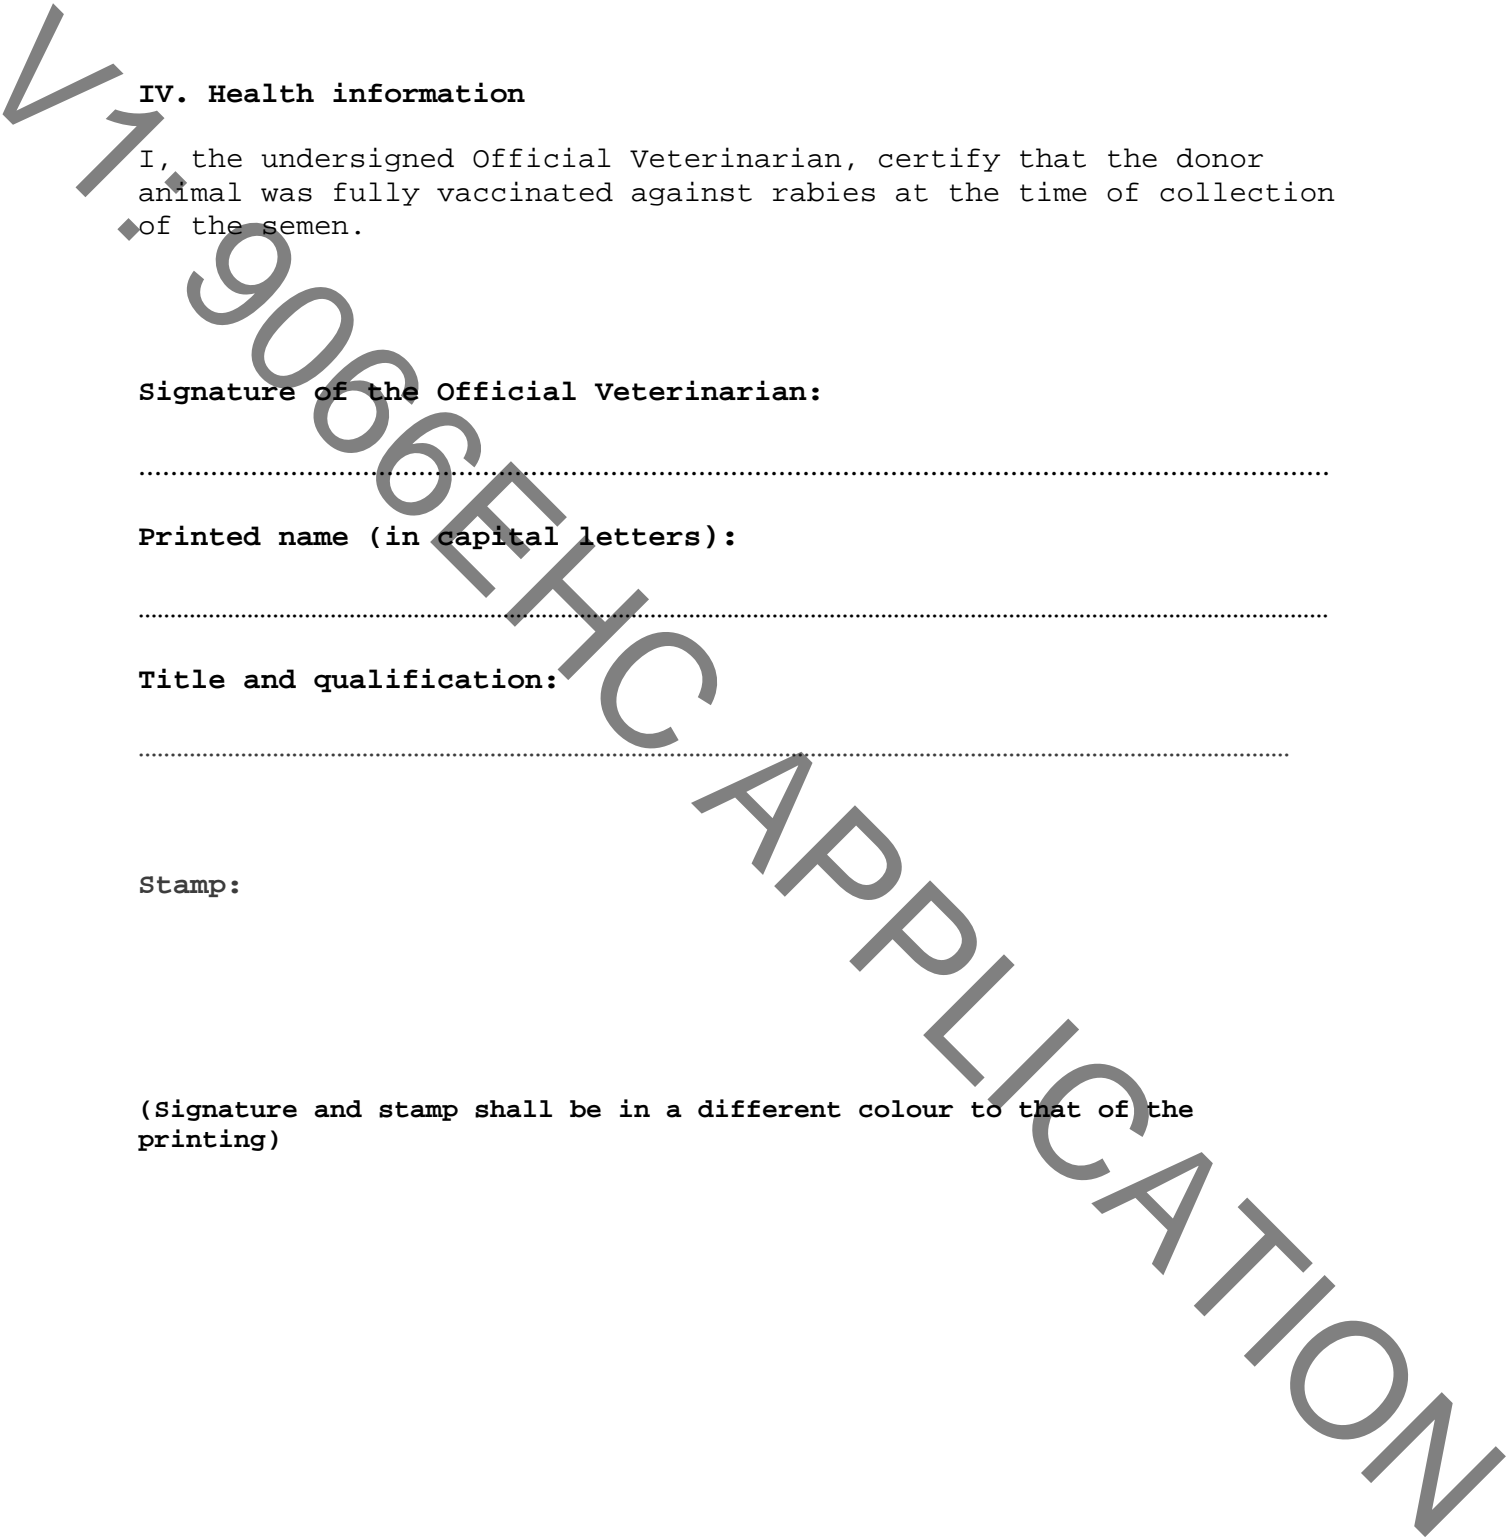 IV. Health information
I, the undersigned Official Veterinarian, certify that the donor
animal was fully vaccinated against rabies at the time of collection
of the semen.
Signature of the Official Veterinarian:
Printed name (in capital letters):
Title and qualification:
Stamp:
(Signature and stamp shall be in a different colour to that of the
printing)
V1: 9066EHC APPLICATION